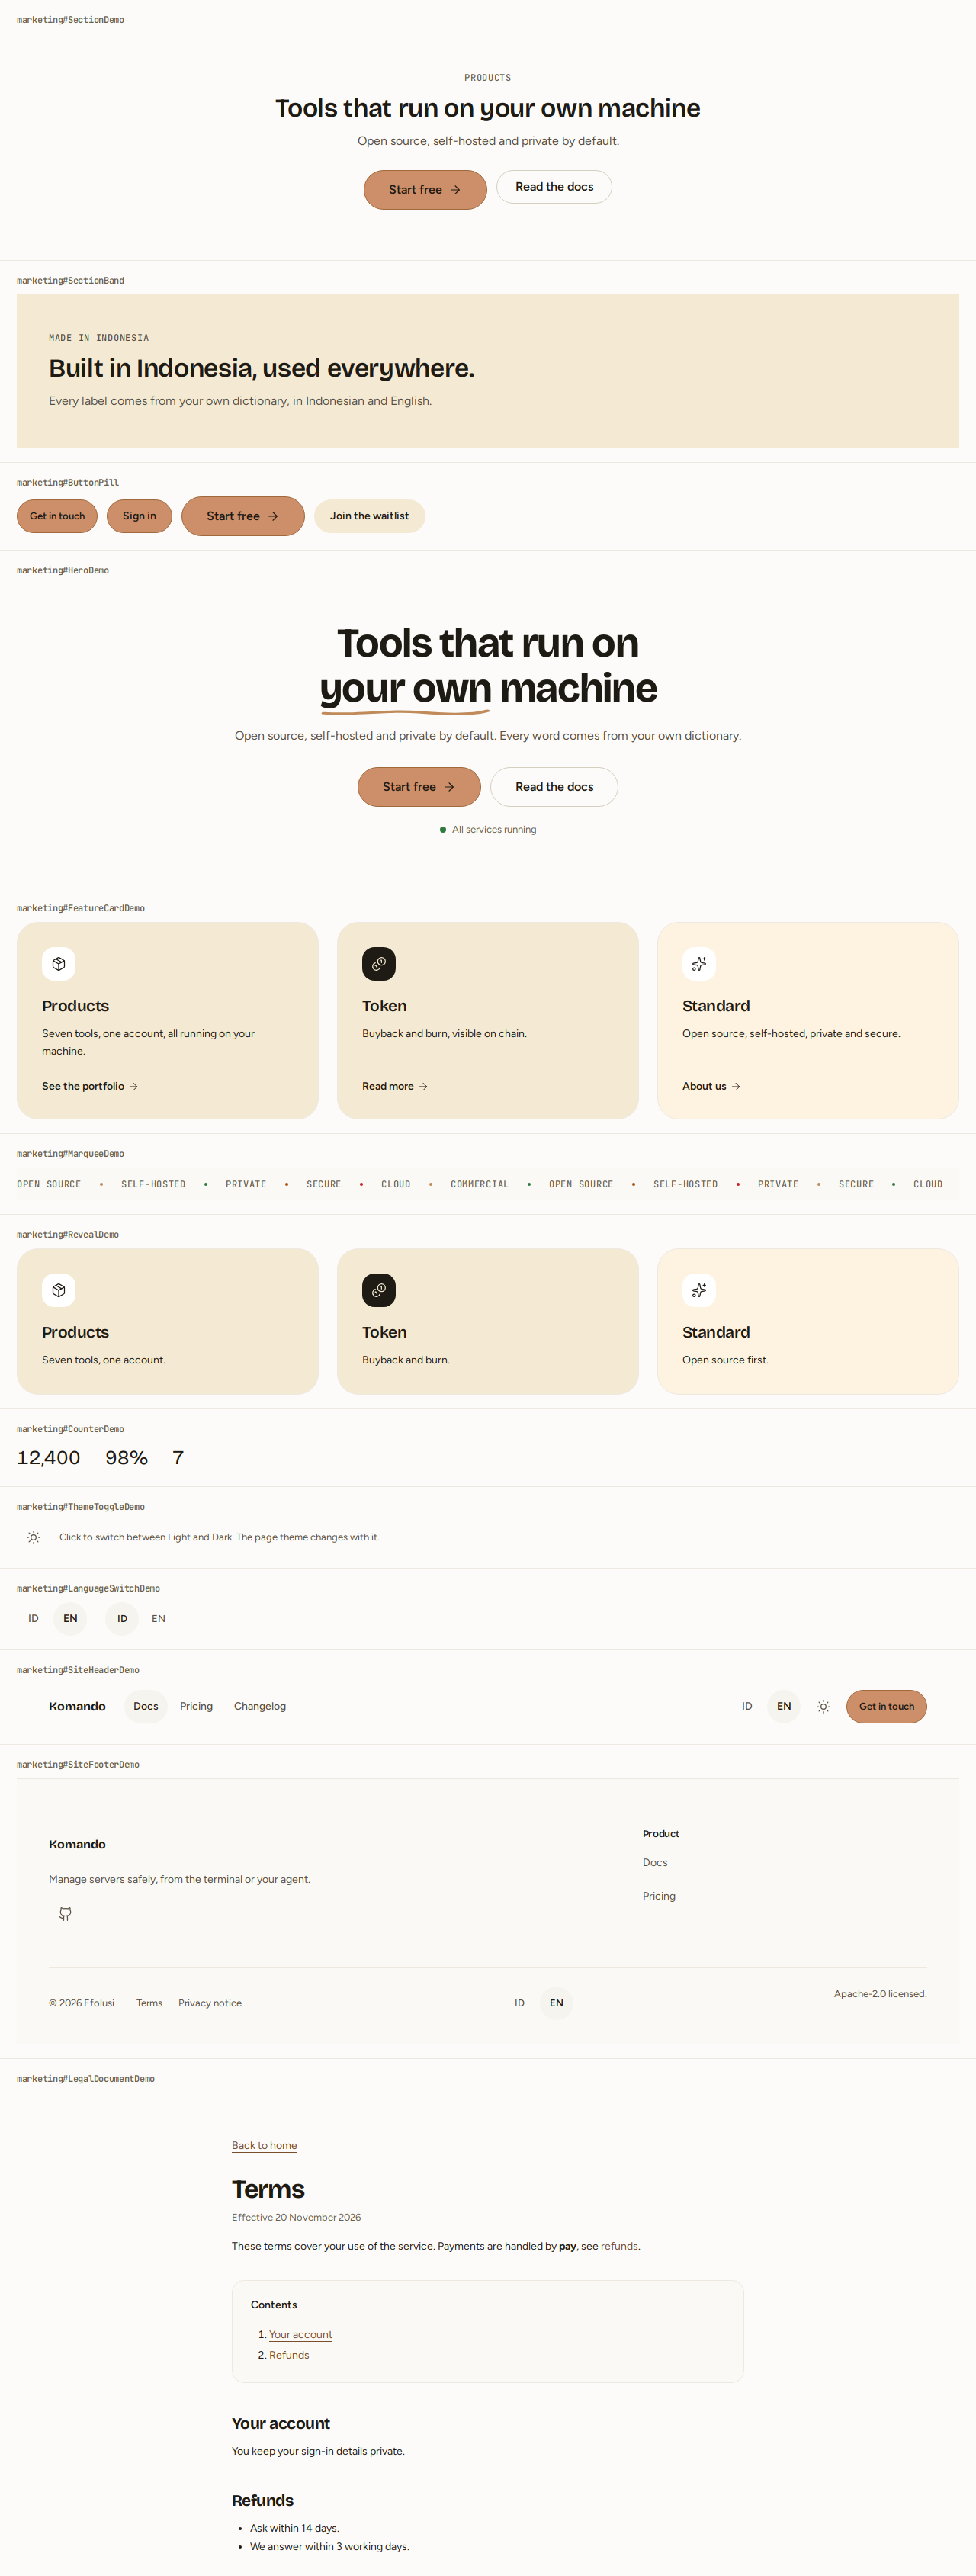 marketing#SectionDemo
PRODUCTS
Tools that run on your own machine
Open source, self-hosted and private by default.
Start free
Read the docs
marketing#SectionBand
MADE IN INDONESIA
Built in Indonesia, used everywhere.
Every label comes from your own dictionary, in Indonesian and English.
marketing#ButtonPill
Get in touch
Sign in
Start free
Join the waitlist
marketing#HeroDemo
Tools that run on
your own machine
Open source, self-hosted and private by default. Every word comes from your own dictionary.
Start free
Read the docs
All services running
marketing#FeatureCardDemo
Products
Seven tools, one account, all running on your
machine.
See the portfolio
Token
Buyback and burn, visible on chain.
Read more
Standard
Open source, self-hosted, private and secure.
About us
marketing#MarqueeDemo
OPEN SOURCE • SELF-HOSTED • PRIVATE • SECURE • CLOUD • COMMERCIAL • OPEN SOURCE • SELF-HOSTED • PRIVATE • SECURE • CLOUD
marketing#RevealDemo
Products
Seven tools, one account.
Token
Buyback and burn.
Standard
Open source first.
marketing#CounterDemo
12,400 98% 7
marketing#ThemeToggleDemo
Click to switch between Light and Dark. The page theme changes with it.
marketing#LanguageSwitchDemo
ID EN ID EN
marketing#SiteHeaderDemo
Komando Docs Pricing Changelog ID EN Get in touch
marketing#SiteFooterDemo
Komando
Manage servers safely, from the terminal or your agent.
Product
Docs
Pricing
© 2026 Efolusi Terms Privacy notice ID EN Apache-2.0 licensed.
marketing#LegalDocumentDemo
Back to home
Terms
Effective 20 November 2026
These terms cover your use of the service. Payments are handled by pay, see refunds.
Contents
1. Your account
2. Refunds
Your account
You keep your sign-in details private.
Refunds
• Ask within 14 days.
• We answer within 3 working days.